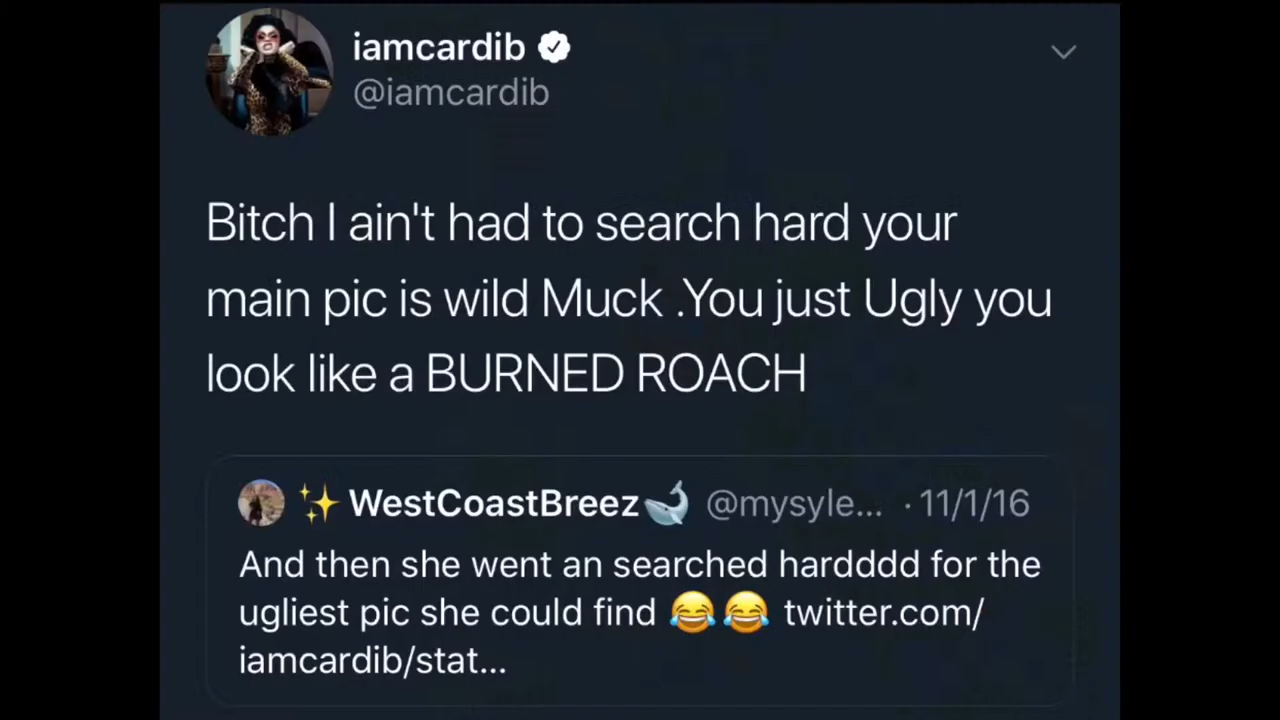 iamcardib
@iamcardib
Bitch I ain't had to search hard your
main pic is wild Muck .You just Ugly you
look like a BURNED ROACH
✨ WestCoastBreez🐳 @mysyle... · 11/1/16
And then she went an searched hardddd for the
ugliest pic she could find 😂😂 twitter.com/
iamcardib/stat...